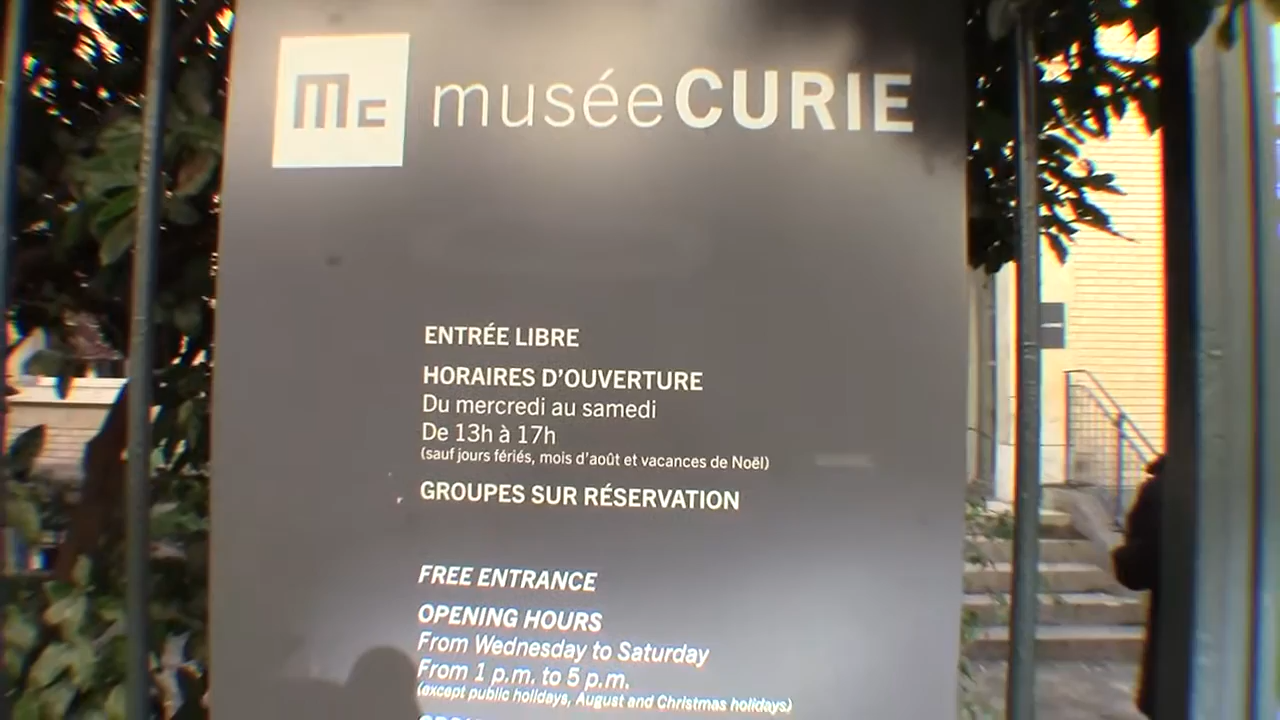 mc muséeCURIE
ENTRÉE LIBRE
HORAIRES D'OUVERTURE
Du mercredi au samedi
De 13h à 17h
(sauf jours fériés, mois d'août et vacances de Noël)
GROUPES SUR RÉSERVATION
FREE ENTRANCE
OPENING HOURS
From Wednesday to Saturday
From 1 p.m. to 5 p.m.
(except public holidays, August and Christmas holidays)